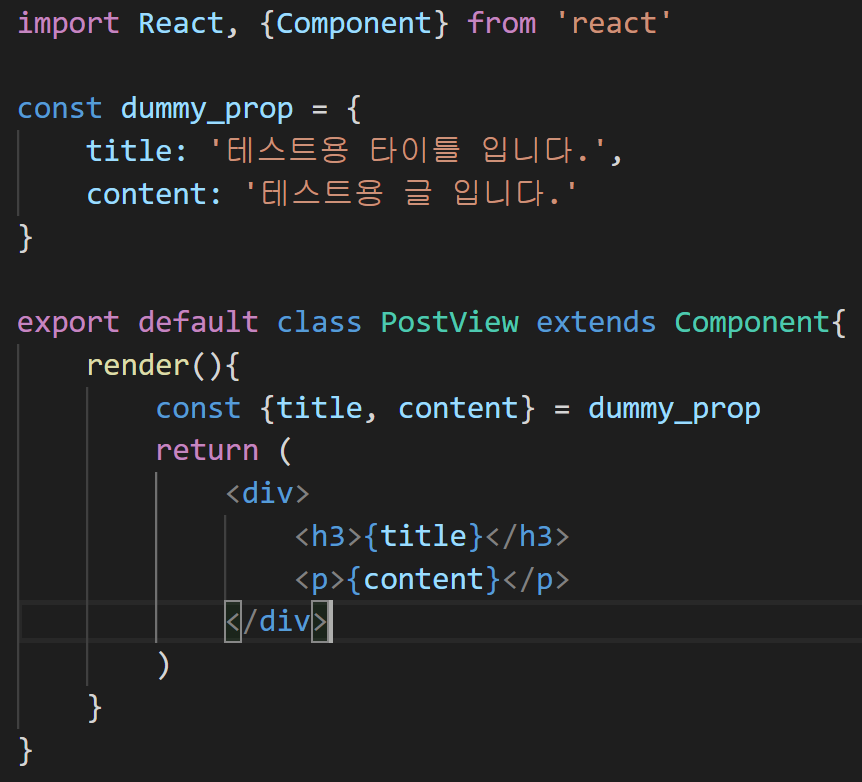 import React, {Component} from 'react'
const dummy_prop = {
title: '테스트용 타이틀 입니다.',
content: '테스트용 글 입니다.'
}
export default class PostView extends Component{
render(){
const {title, content} = dummy_prop
return (
<div>
<h3>{title}</h3>
<p>{content}</p>
</div>
)
}
}